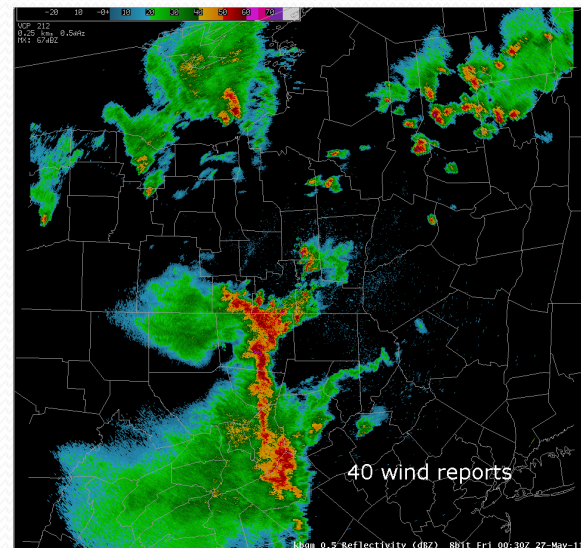 -20 10 -0+ 10 20 30 40 50 60 70
VCP 212
0.25 km, 0.5dAz
MX: 67dBZ
40 wind reports
kbgm 0.5 Reflectivity (dBZ) 8bit Fri 00:30Z 27-May-11